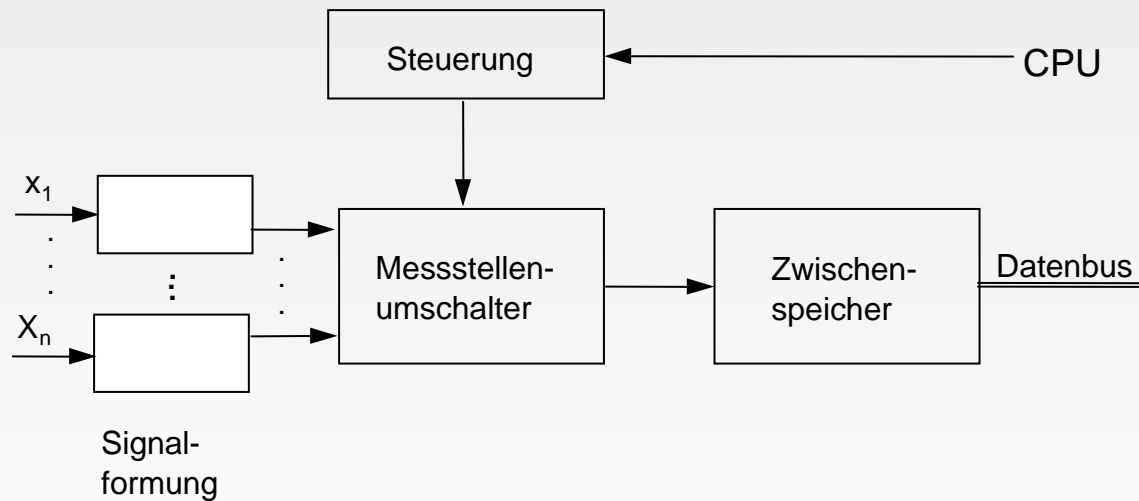 Steuerung
CPU
x₁
Messstellen-
umschalter
Zwischen-
speicher
Datenbus
Xₙ
Signal-
formung